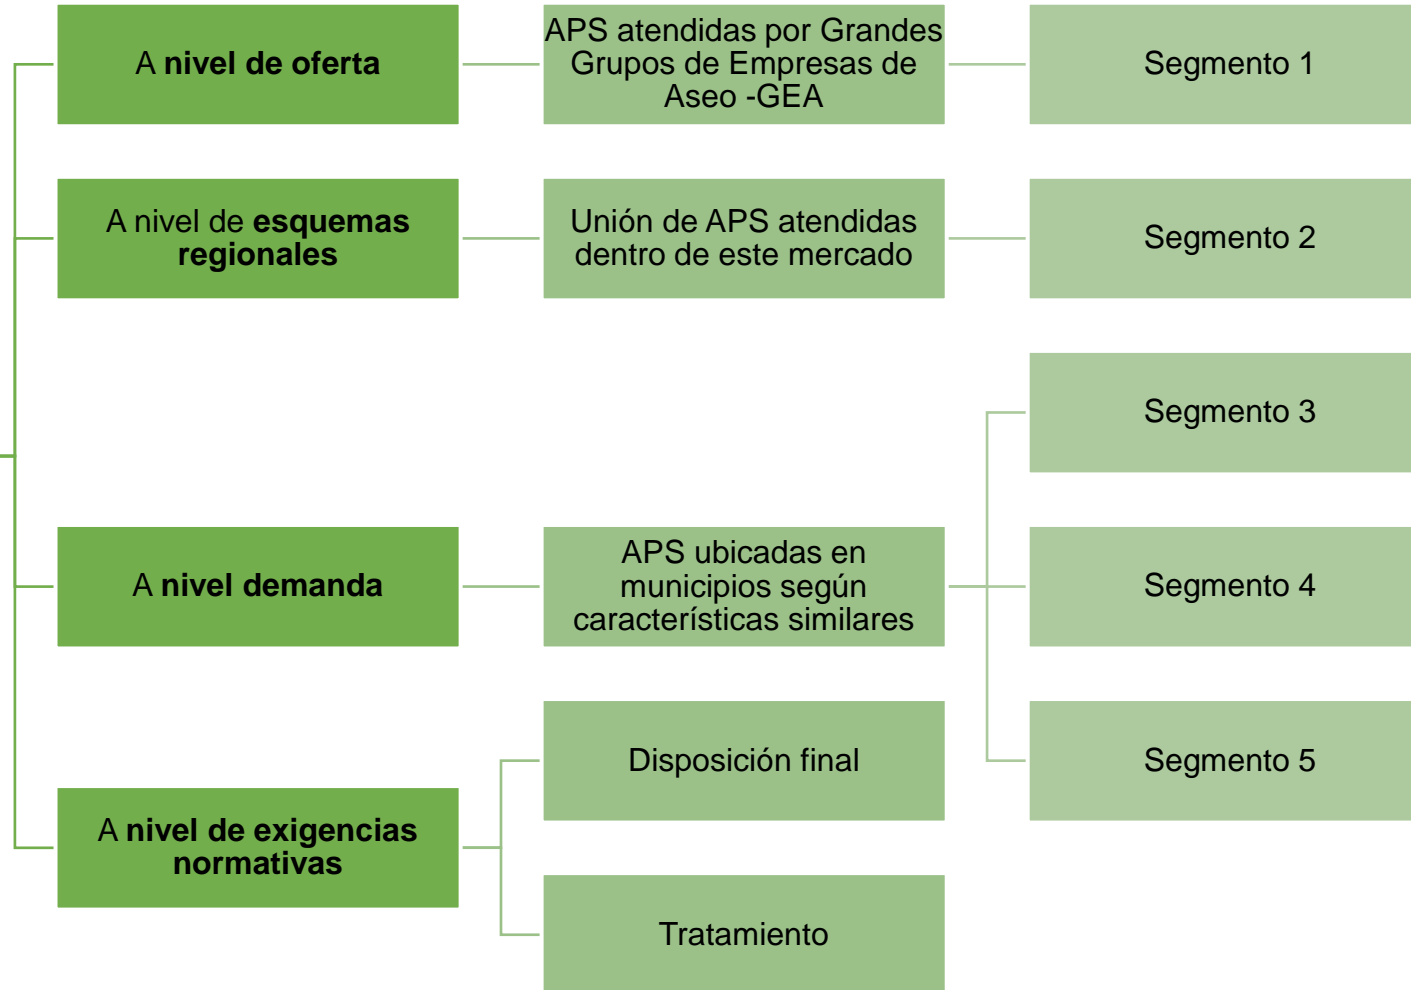 A nivel de oferta
APS atendidas por Grandes
Grupos de Empresas de
Aseo -GEA
Segmento 1
A nivel de esquemas
regionales
Unión de APS atendidas
dentro de este mercado
Segmento 2
A nivel demanda
APS ubicadas en
municipios según
características similares
Segmento 3
Segmento 4
Segmento 5
A nivel de exigencias
normativas
Disposición final
Tratamiento